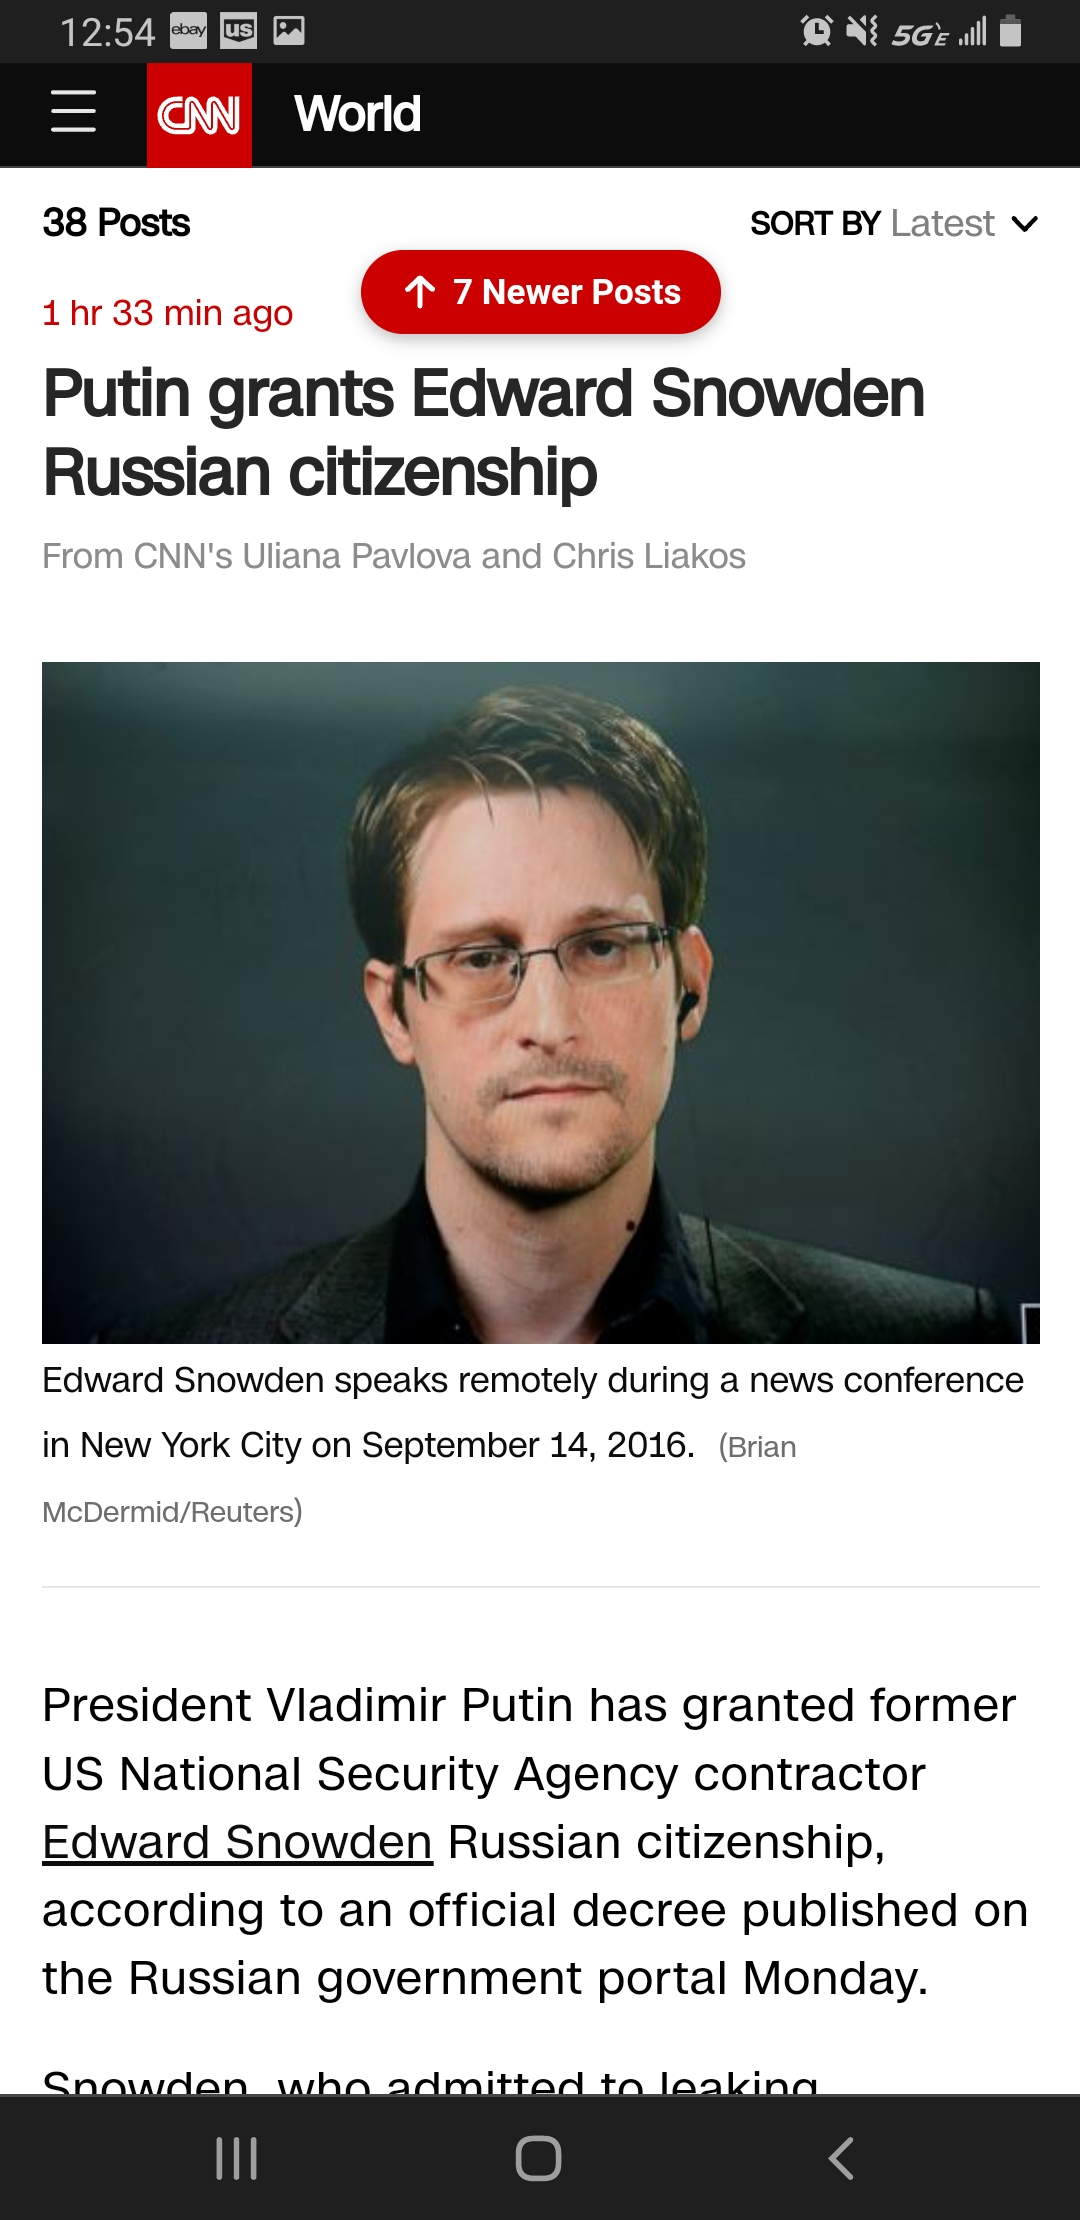 12:54 ebay us 5GE
CNN World
38 Posts SORT BY Latest
7 Newer Posts
1 hr 33 min ago
Putin grants Edward Snowden
Russian citizenship
From CNN's Uliana Pavlova and Chris Liakos
Edward Snowden speaks remotely during a news conference
in New York City on September 14, 2016. (Brian
McDermid/Reuters)
President Vladimir Putin has granted former
US National Security Agency contractor
Edward Snowden Russian citizenship,
according to an official decree published on
the Russian government portal Monday.
Snowden, who admitted to leaking